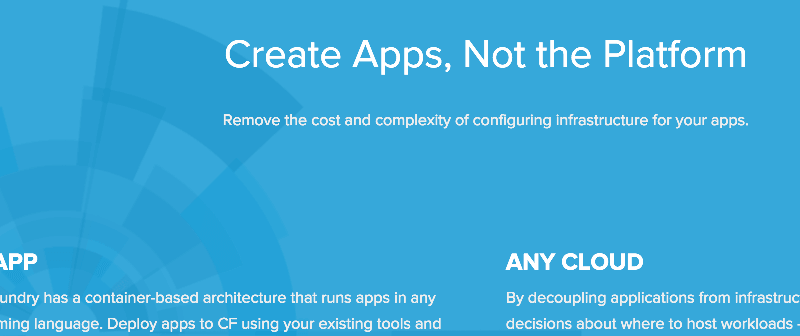 Create Apps, Not the Platform
Remove the cost and complexity of configuring infrastructure for your apps.
APP
ANY CLOUD
undry has a container-based architecture that runs apps in any
ming language. Deploy apps to CF using your existing tools and
By decoupling applications from infrastruc
decisions about where to host workloads -